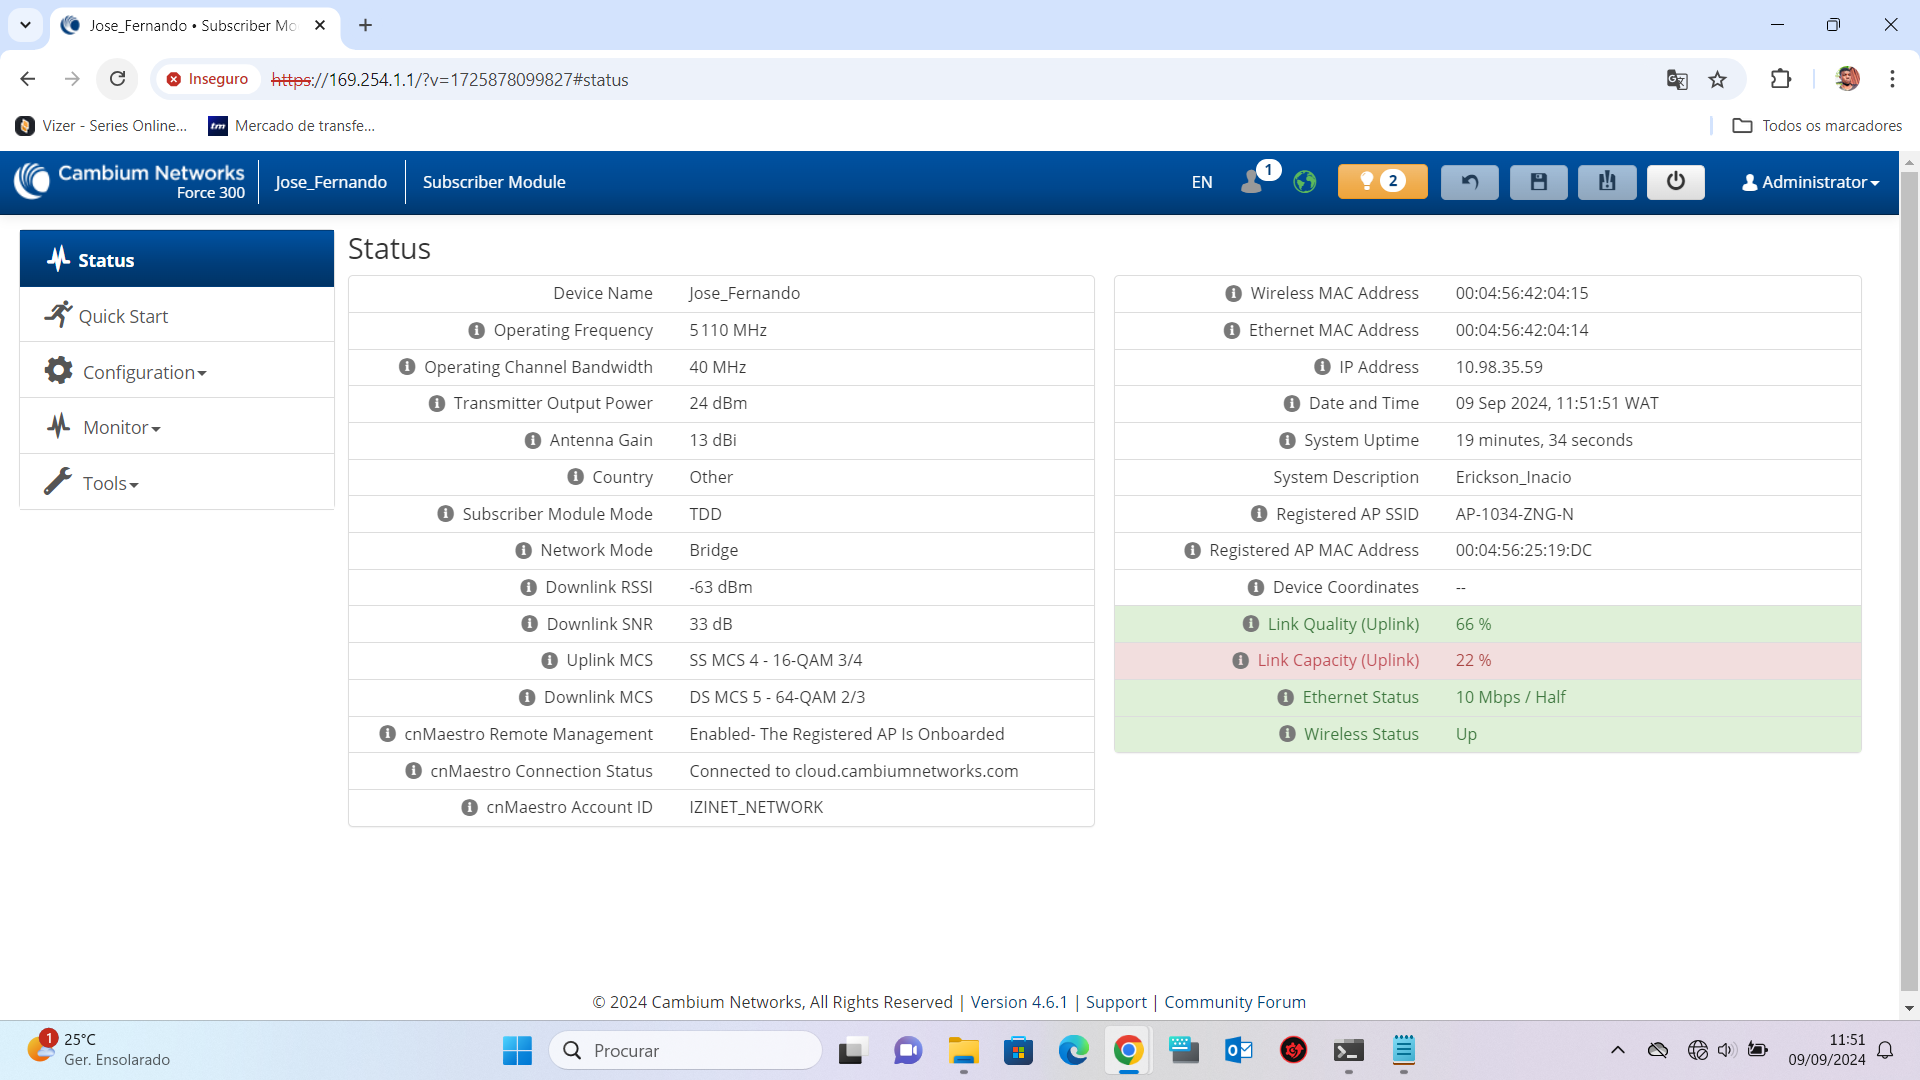 Jose_Fernando • Subscriber Mo
Inseguro
https://169.254.1.1/?v=1725878099827#status
Vizer - Series Online...
tm
Mercado de transfe...
Todos os marcadores
Cambium Networks
Force 300
Jose_Fernando
Subscriber Module
EN
1
2
Administrator
Status
Quick Start
Configuration
Monitor
Tools
Status
Device Name Jose_Fernando
Operating Frequency 5110 MHz
Operating Channel Bandwidth 40 MHz
Transmitter Output Power 24 dBm
Antenna Gain 13 dBi
Country Other
Subscriber Module Mode TDD
Network Mode Bridge
Downlink RSSI -63 dBm
Downlink SNR 33 dB
Uplink MCS SS MCS 4 - 16-QAM 3/4
Downlink MCS DS MCS 5 - 64-QAM 2/3
cnMaestro Remote Management Enabled- The Registered AP Is Onboarded
cnMaestro Connection Status Connected to cloud.cambiumnetworks.com
cnMaestro Account ID IZINET_NETWORK
Wireless MAC Address 00:04:56:42:04:15
Ethernet MAC Address 00:04:56:42:04:14
IP Address 10.98.35.59
Date and Time 09 Sep 2024, 11:51:51 WAT
System Uptime 19 minutes, 34 seconds
System Description Erickson_Inacio
Registered AP SSID AP-1034-ZNG-N
Registered AP MAC Address 00:04:56:25:19:DC
Device Coordinates --
Link Quality (Uplink) 66 %
Link Capacity (Uplink) 22 %
Ethernet Status 10 Mbps / Half
Wireless Status Up
© 2024 Cambium Networks, All Rights Reserved | Version 4.6.1 | Support | Community Forum
1
25°C
Ger. Ensolarado
Procurar
11:51
09/09/2024